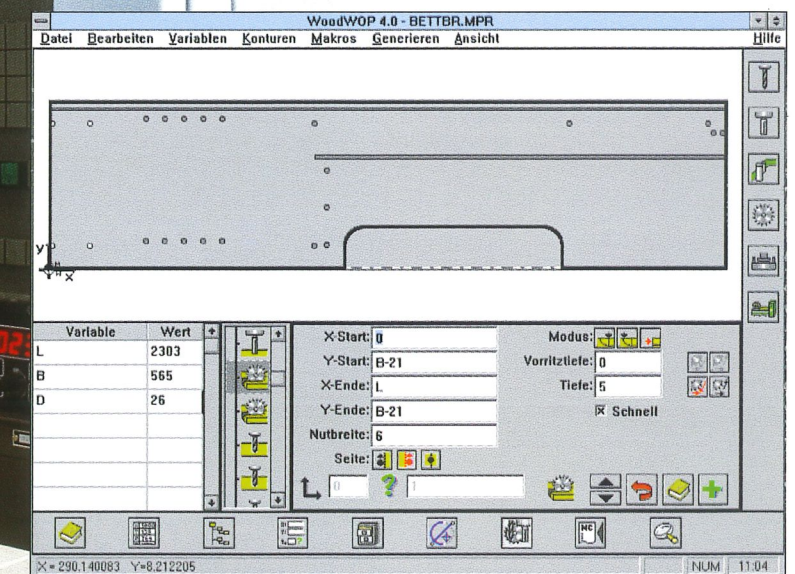 WoodWOP 4.0 - BETTBR.MPR
Datei Bearbeiten Variablen Konturen Makros Generieren Ansicht Hilfe
Y
X
Variable Wert
L 2303
B 565
D 26
X-Start: 0
Y-Start: B-21
X-Ende: L
Y-Ende: B-21
Nutbreite: 6
Seite:
0 ? 1
Modus:
Vorritztiefe: 0
Tiefe: 5
Schnell
NC
X = 290.140083 Y=8.212205 NUM 11:04